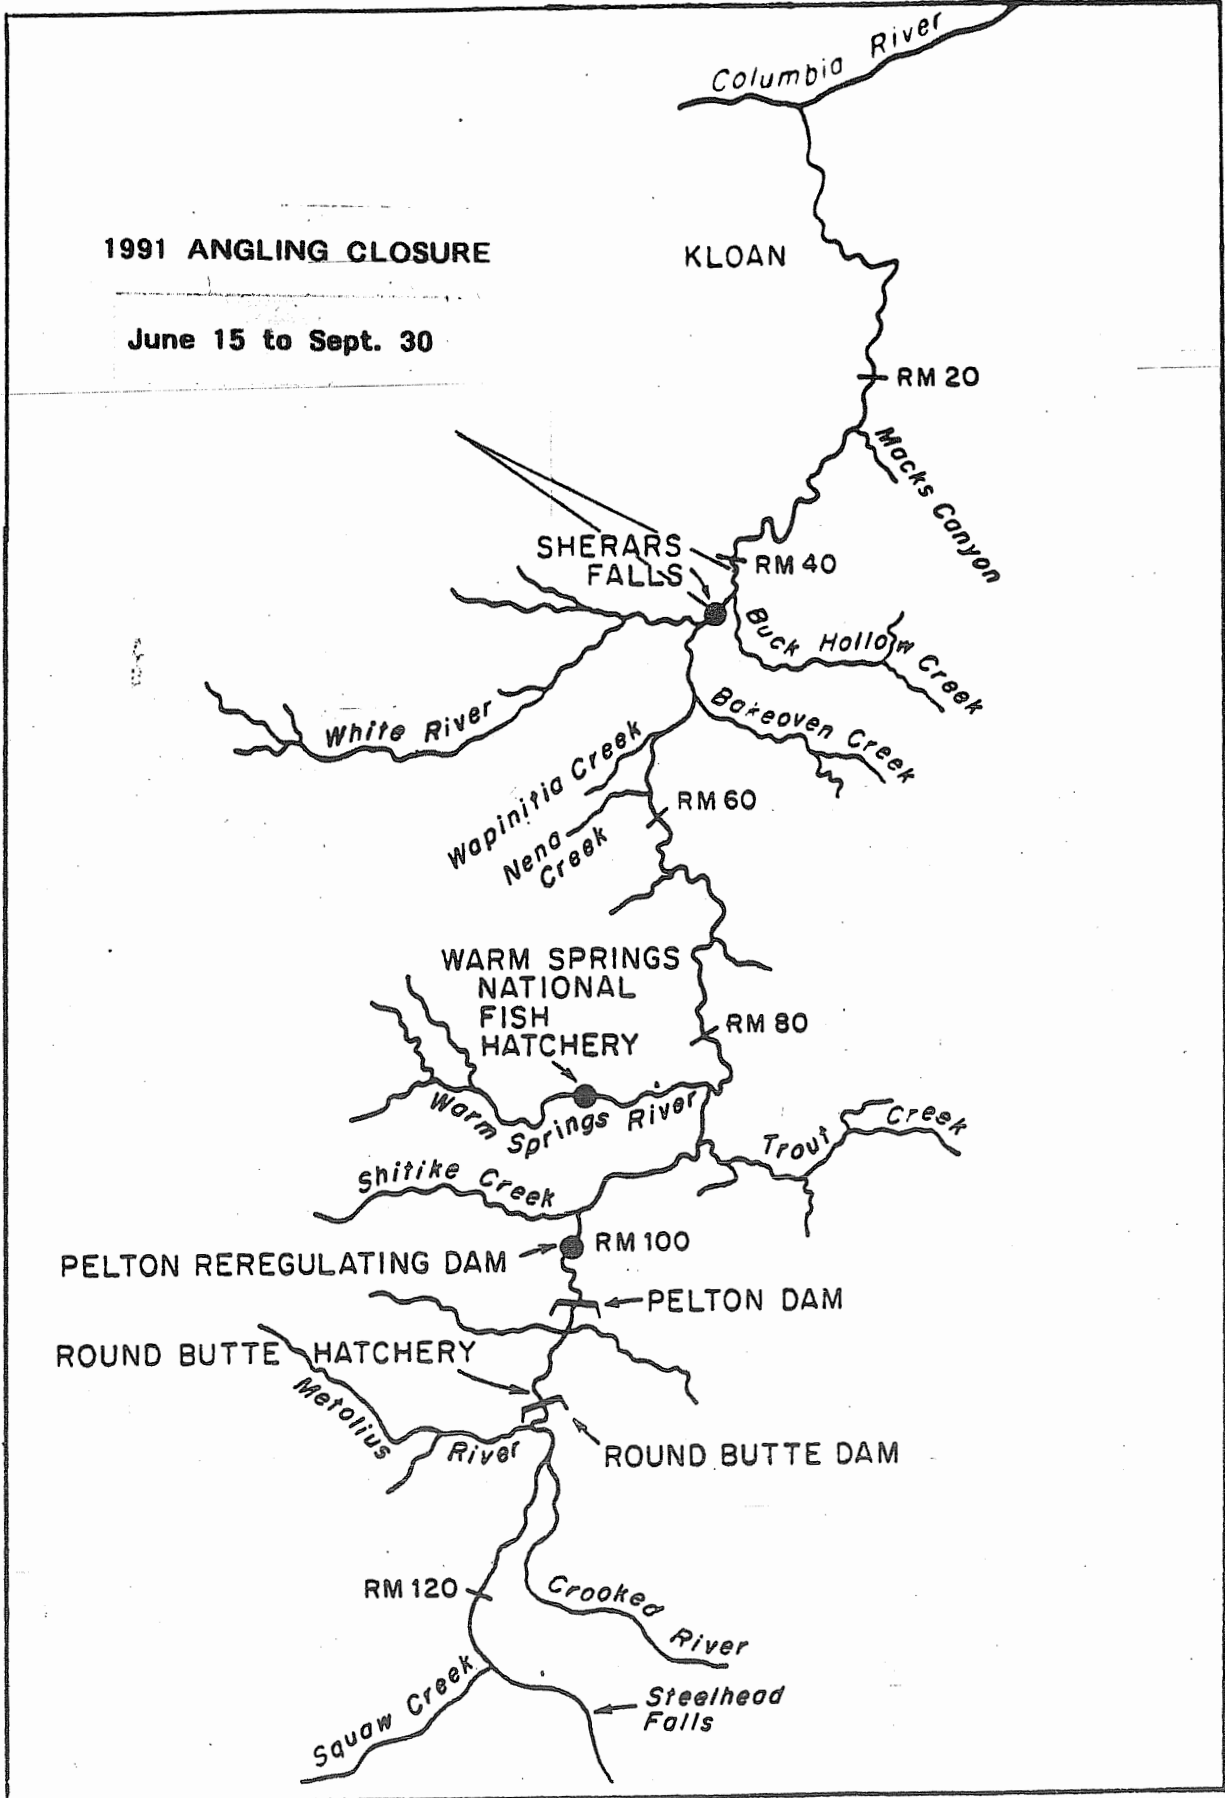 Columbia River
1991 ANGLING CLOSURE
KLOAN
June 15 to Sept. 30
RM 20
Macks Canyon
SHERARS
FALLS
RM 40
Buck Hollow Creek
White River
Bakeoven Creek
Wapinitia Creek
Nena
Creek
RM 60
WARM SPRINGS
NATIONAL
FISH
HATCHERY
RM 80
Warm Springs River
Trout Creek
Shitike Creek
PELTON REREGULATING DAM
RM 100
PELTON DAM
ROUND BUTTE HATCHERY
Metolius River
ROUND BUTTE DAM
RM 120
Crooked River
Squaw Creek
Steelhead
Falls